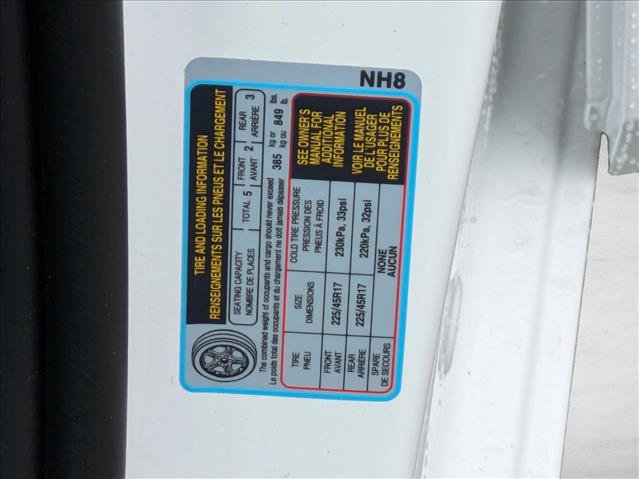 TIRE AND LOADING INFORMATION
RENSEIGNEMENTS SUR LES PNEUS ET LE CHARGEMENT
SEATING CAPACITY TOTAL 5 FRONT 2 REAR 3
NOMBRE DE PLACES AVANT ARRIÈRE
The combined weight of occupants and cargo should never exceed 385 kg or 849 lbs.
Le poids total des occupants et du chargement ne doit jamais dépasser kg ou lb.
TIRE SIZE COLD TIRE PRESSURE SEE OWNER'S
PNEU DIMENSIONS PRESSION DES MANUAL FOR
PNEUS À FROID ADDITIONAL
INFORMATION
FRONT 225/45R17 230kPa, 33psi
AVANT
REAR 225/45R17 220kPa, 32psi VOIR LE MANUEL
ARRIÈRE DE L'USAGER
POUR PLUS DE
RENSEIGNEMENTS
SPARE NONE
DE SECOURS AUCUN
NH8